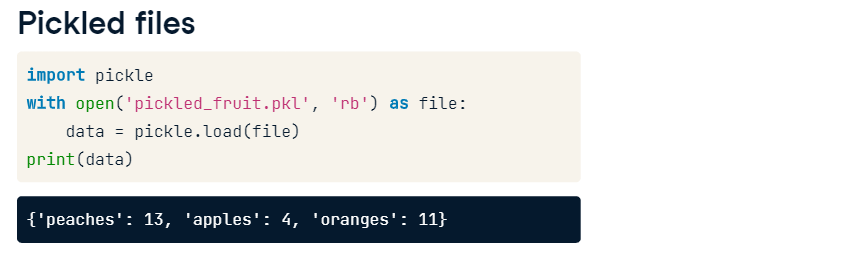 Pickled files
import pickle
with open('pickled_fruit.pkl', 'rb') as file:
    data = pickle.load(file)
print(data)
{'peaches': 13, 'apples': 4, 'oranges': 11}